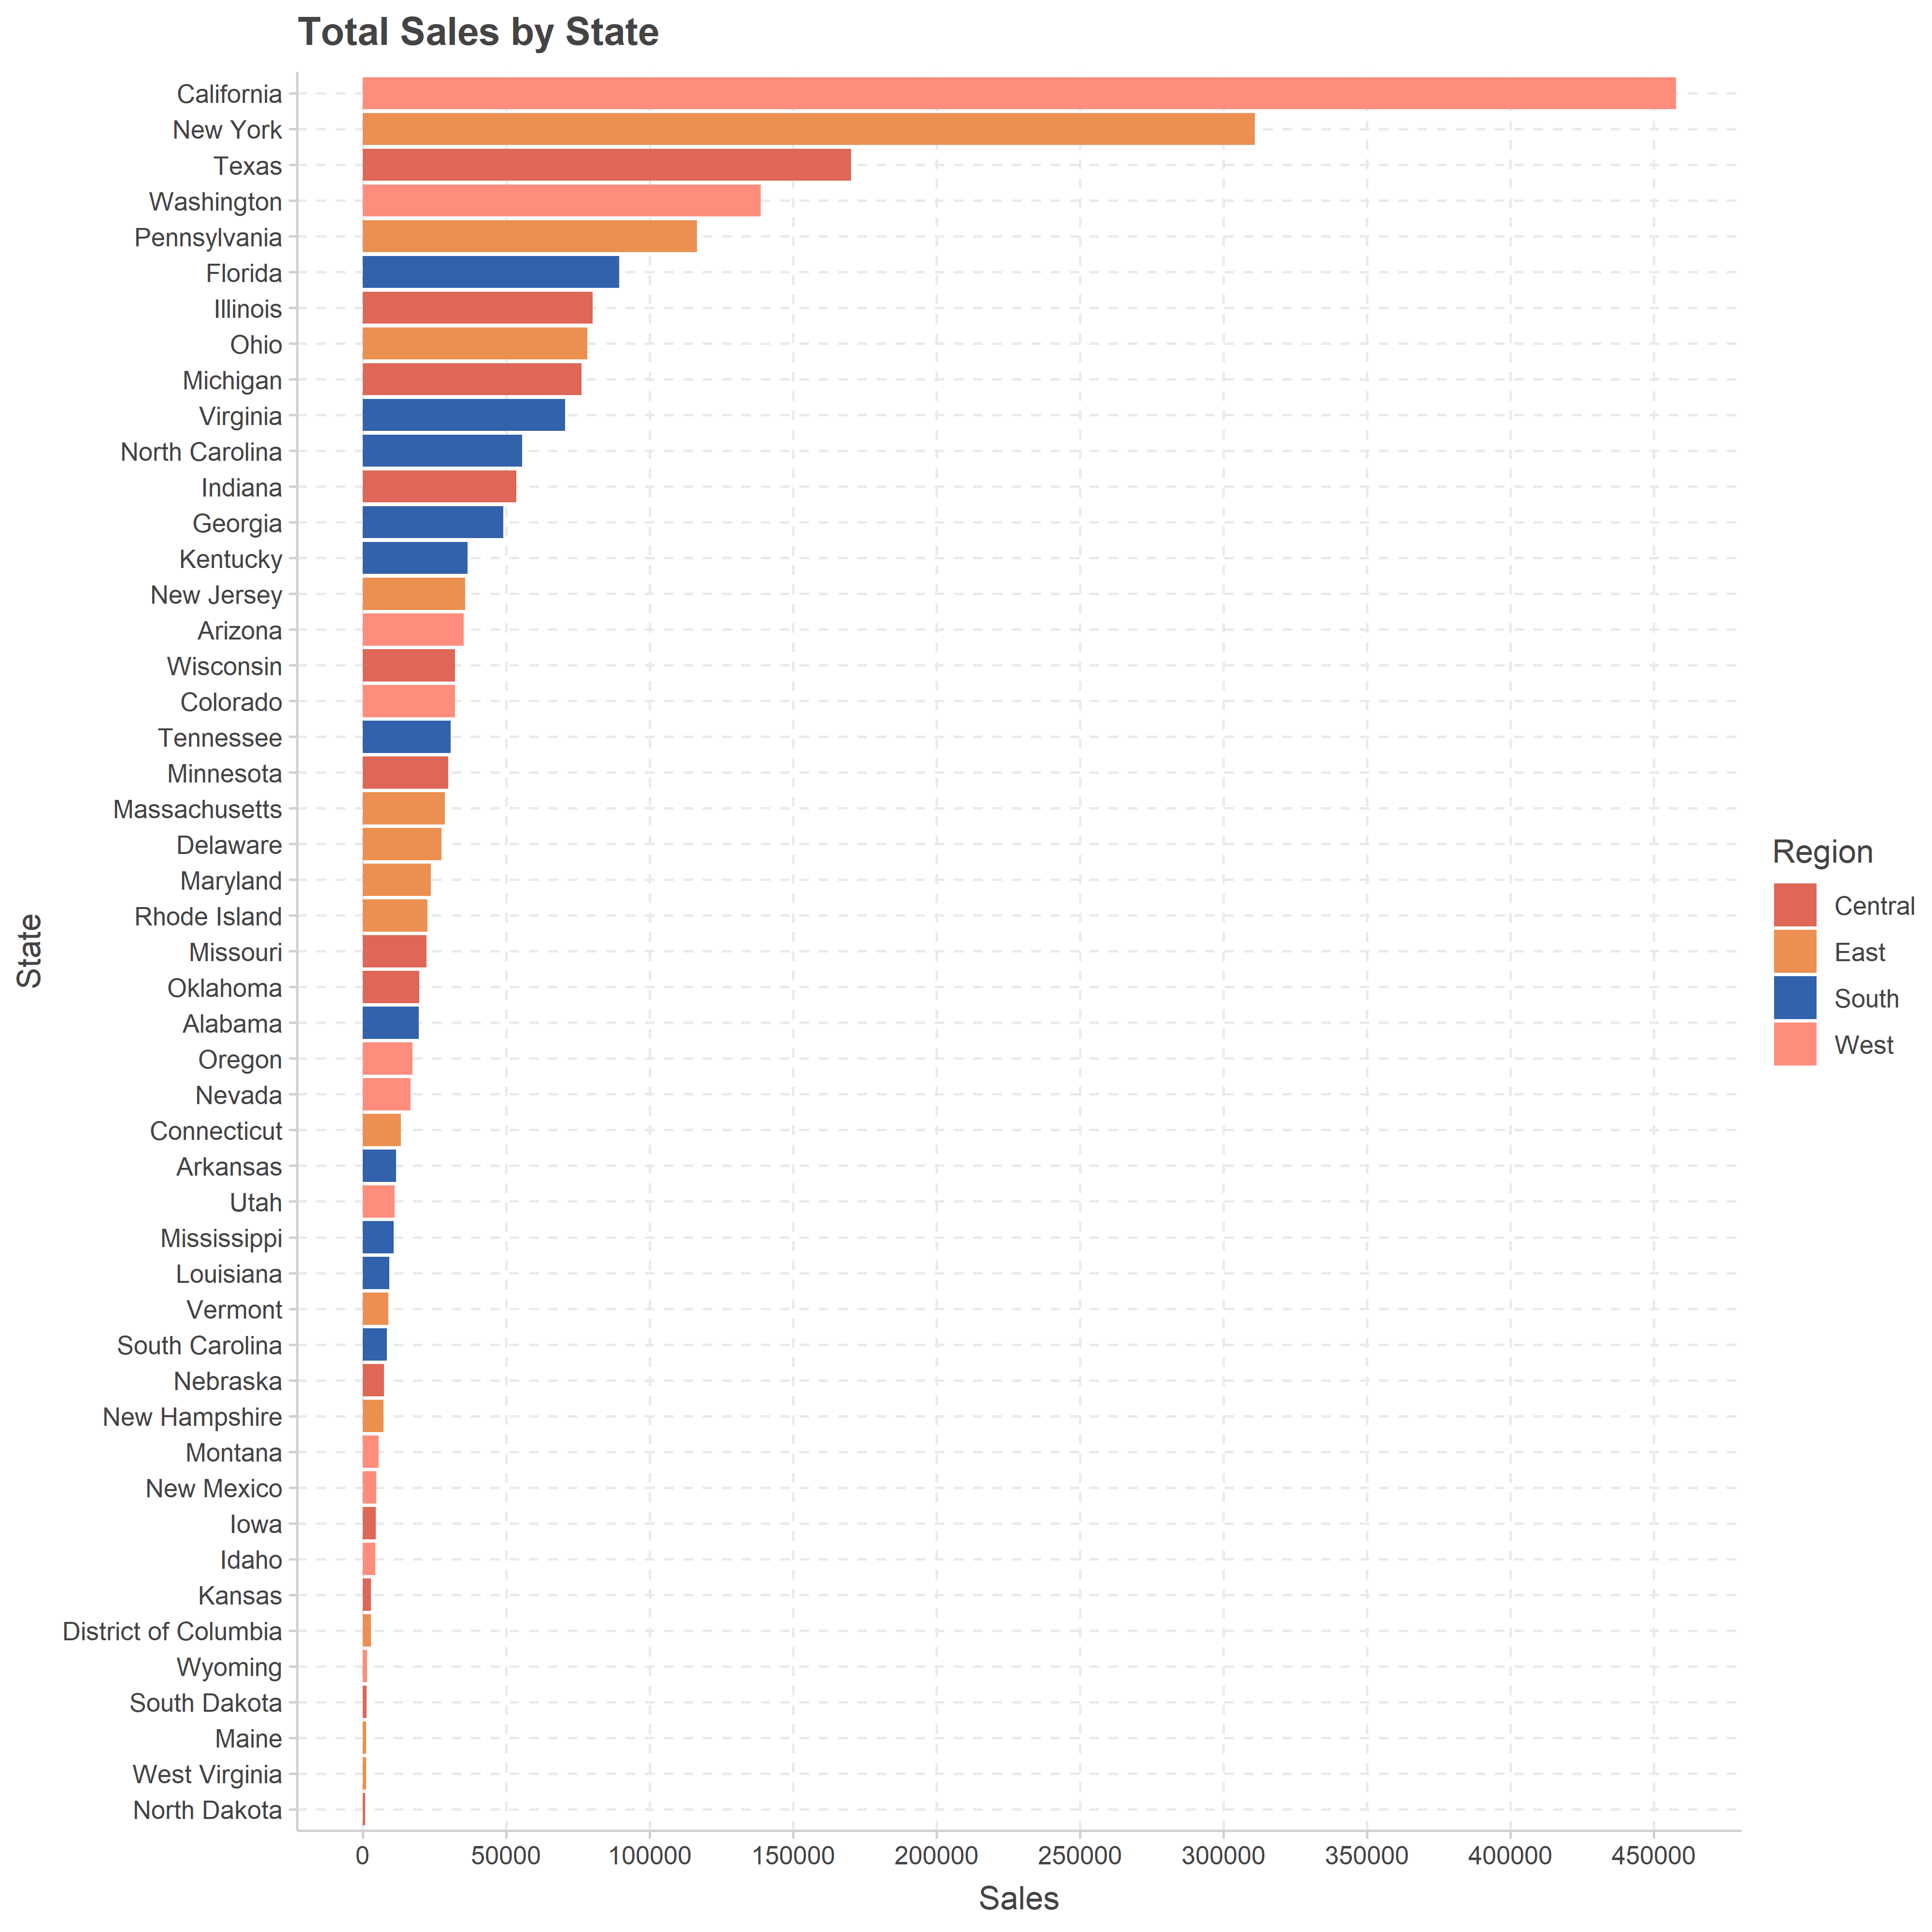 Total Sales by State
California
New York
Texas
Washington
Pennsylvania
Florida
Illinois
Ohio
Michigan
Virginia
North Carolina
Indiana
Georgia
Kentucky
New Jersey
Arizona
Wisconsin
Colorado
Tennessee
Minnesota
Massachusetts
Delaware
Maryland
Rhode Island
Missouri
Oklahoma
Alabama
Oregon
Nevada
Connecticut
Arkansas
Utah
Mississippi
Louisiana
Vermont
South Carolina
Nebraska
New Hampshire
Montana
New Mexico
Iowa
Idaho
Kansas
District of Columbia
Wyoming
South Dakota
Maine
West Virginia
North Dakota
State
0 50000 100000 150000 200000 250000 300000 350000 400000 450000
Sales
Region
Central
East
South
West